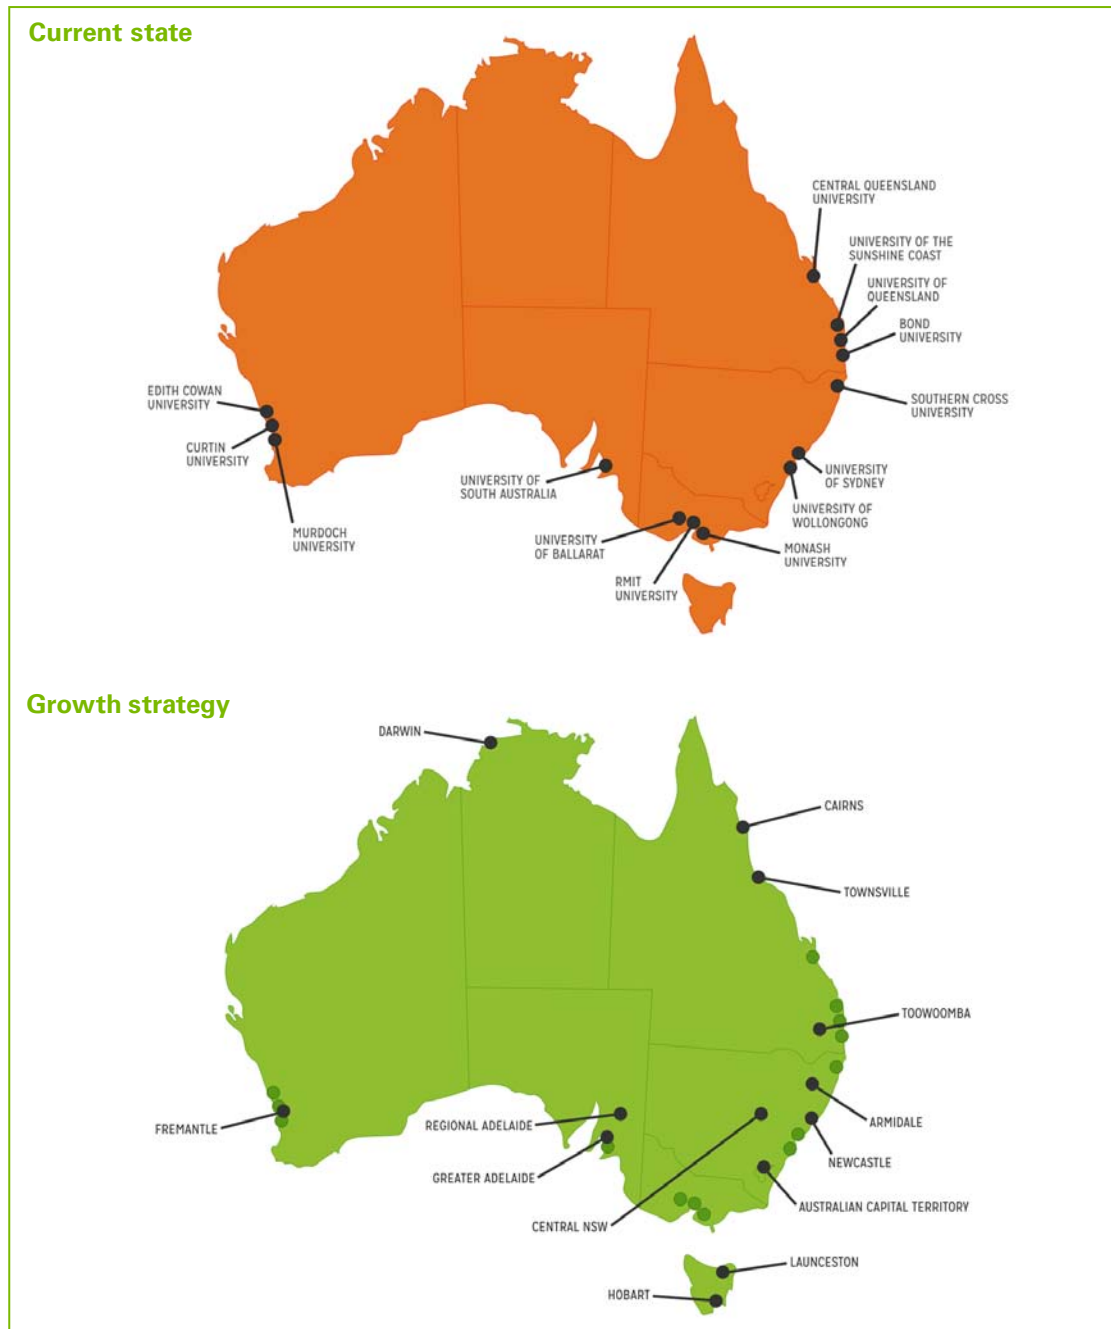 Current state
CENTRAL QUEENSLAND
UNIVERSITY
UNIVERSITY OF THE
SUNSHINE COAST
UNIVERSITY OF
QUEENSLAND
BOND
UNIVERSITY
EDITH COWAN
UNIVERSITY
SOUTHERN CROSS
UNIVERSITY
CURTIN
UNIVERSITY
UNIVERSITY OF
SOUTH AUSTRALIA
UNIVERSITY
OF SYDNEY
UNIVERSITY OF
WOLLONGONG
MURDOCH
UNIVERSITY
UNIVERSITY
OF BALLARAT
MONASH
UNIVERSITY
RMIT
UNIVERSITY
Growth strategy
DARWIN
CAIRNS
TOWNSVILLE
TOOWOOMBA
FREMANTLE
REGIONAL ADELAIDE
ARMIDALE
NEWCASTLE
GREATER ADELAIDE
AUSTRALIAN CAPITAL TERRITORY
CENTRAL NSW
LAUNCESTON
HOBART